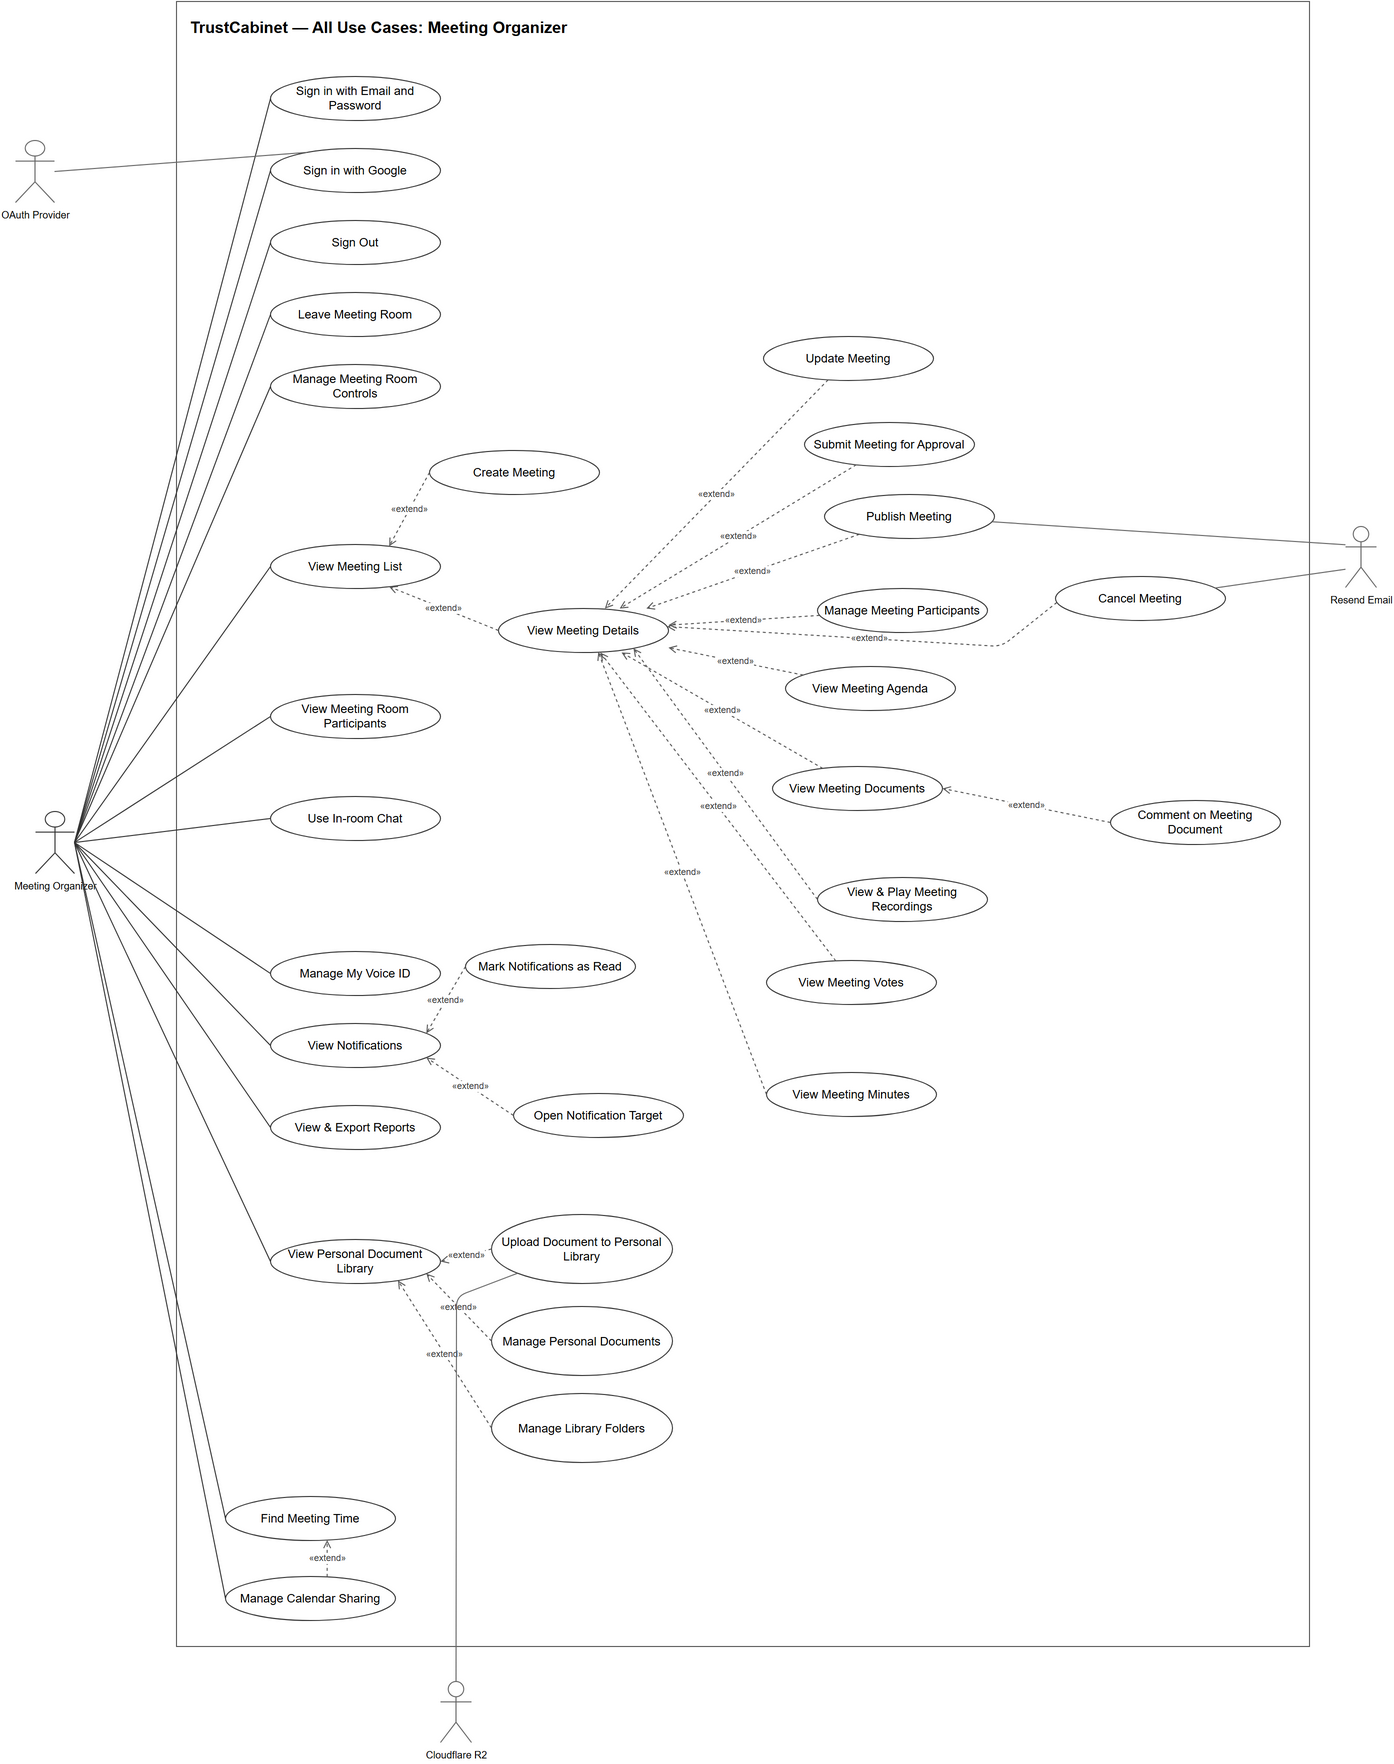 TrustCabinet — All Use Cases: Meeting Organizer
Sign in with Email and
Password
OAuth Provider
Sign in with Google
Sign Out
Leave Meeting Room
Manage Meeting Room
Controls
Update Meeting
Submit Meeting for Approval
Create Meeting
«extend»
«extend»
Publish Meeting
«extend»
«extend»
View Meeting List
«extend»
Resend Email
Cancel Meeting
«extend»
Manage Meeting Participants
«extend»
View Meeting Details
«extend»
«extend»
View Meeting Agenda
View Meeting Room
Participants
«extend»
«extend»
View Meeting Documents
«extend»
«extend»
Comment on Meeting
Document
Use In-room Chat
«extend»
Meeting Organizer
View & Play Meeting
Recordings
Mark Notifications as Read
Manage My Voice ID
View Meeting Votes
«extend»
View Notifications
«extend»
View Meeting Minutes
Open Notification Target
View & Export Reports
Upload Document to Personal
Library
View Personal Document
Library
«extend»
«extend»
Manage Personal Documents
«extend»
Manage Library Folders
Find Meeting Time
«extend»
Manage Calendar Sharing
Cloudflare R2